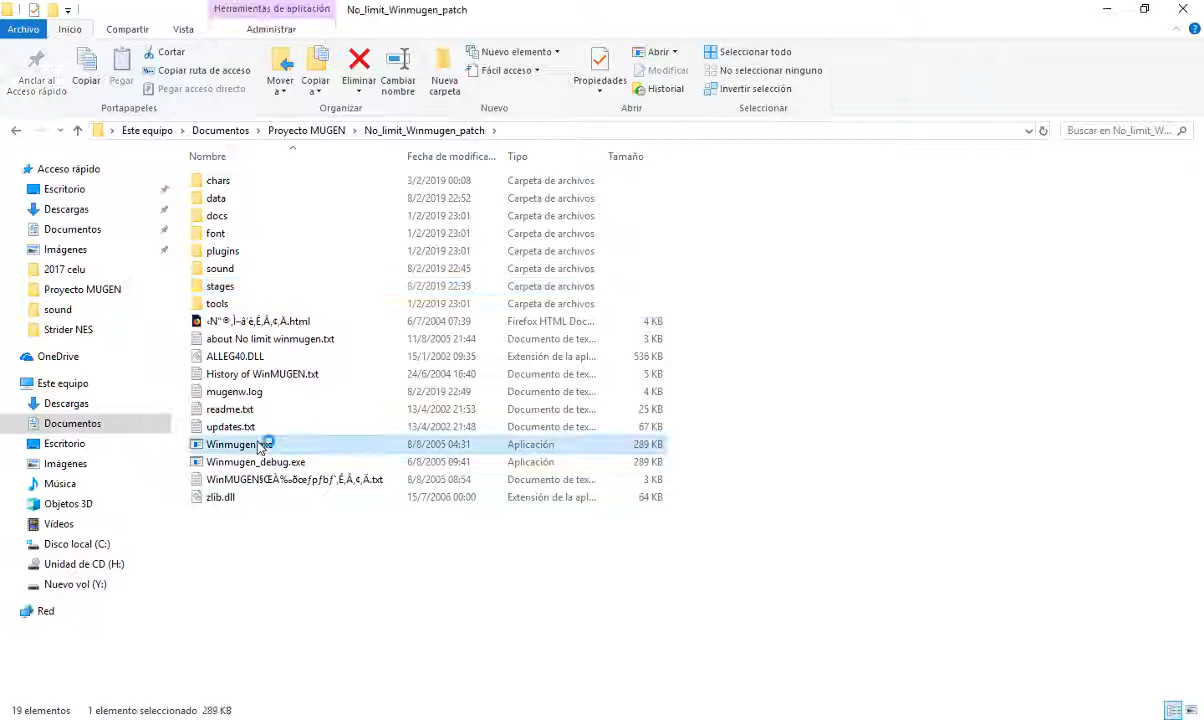 Herramientas de aplicación
No_limit_Winmugen_patch
Archivo
Inicio
Compartir
Vista
Administrar
Anclar al
Acceso rápido
Copiar
Pegar
Cortar
Copiar ruta de acceso
Pegar acceso directo
Portapapeles
Mover
a
Copiar
a
Eliminar
Cambiar
nombre
Organizar
Nueva
carpeta
Nuevo elemento
Fácil acceso
Nuevo
Propiedades
Abrir
Modificar
Historial
Abrir
Seleccionar todo
No seleccionar ninguno
Invertir selección
Seleccionar
Este equipo > Documentos > Proyecto MUGEN > No_limit_Winmugen_patch >
Buscar en No_limit_W...
Nombre Fecha de modifica... Tipo Tamaño
Acceso rápido
Escritorio
Descargas
Documentos
Imágenes
2017 celu
Proyecto MUGEN
sound
Strider NES
OneDrive
Este equipo
Descargas
Documentos
Escritorio
Imágenes
Música
Objetos 3D
Vídeos
Disco local (C:)
Unidad de CD (H:)
Nuevo vol (Y:)
Red
chars 3/2/2019 00:08 Carpeta de archivos
data 8/2/2019 22:52 Carpeta de archivos
docs 1/2/2019 23:01 Carpeta de archivos
font 1/2/2019 23:01 Carpeta de archivos
plugins 1/2/2019 23:01 Carpeta de archivos
sound 8/2/2019 22:45 Carpeta de archivos
stages 8/2/2019 22:39 Carpeta de archivos
tools 1/2/2019 23:01 Carpeta de archivos
6/7/2004 07:39 Firefox HTML Doc... 4 KB
about No limit winmugen.txt 11/8/2005 21:44 Documento de tex... 3 KB
ALLEG40.DLL 15/1/2002 09:35 Extensión de la apl... 536 KB
History of WinMUGEN.txt 24/6/2004 16:40 Documento de tex... 5 KB
mugenw.log 8/2/2019 22:49 Documento de tex... 2 KB
readme.txt 13/4/2002 21:53 Documento de tex... 25 KB
updates.txt 13/4/2002 21:48 Documento de tex... 67 KB
Winmugen.exe 8/8/2005 04:31 Aplicación 289 KB
Winmugen_debug.exe 6/8/2005 09:41 Aplicación 289 KB
8/8/2005 08:54 Documento de tex... 3 KB
zlib.dll 15/7/2006 00:00 Extensión de la apl... 64 KB
19 elementos 1 elemento seleccionado 289 KB